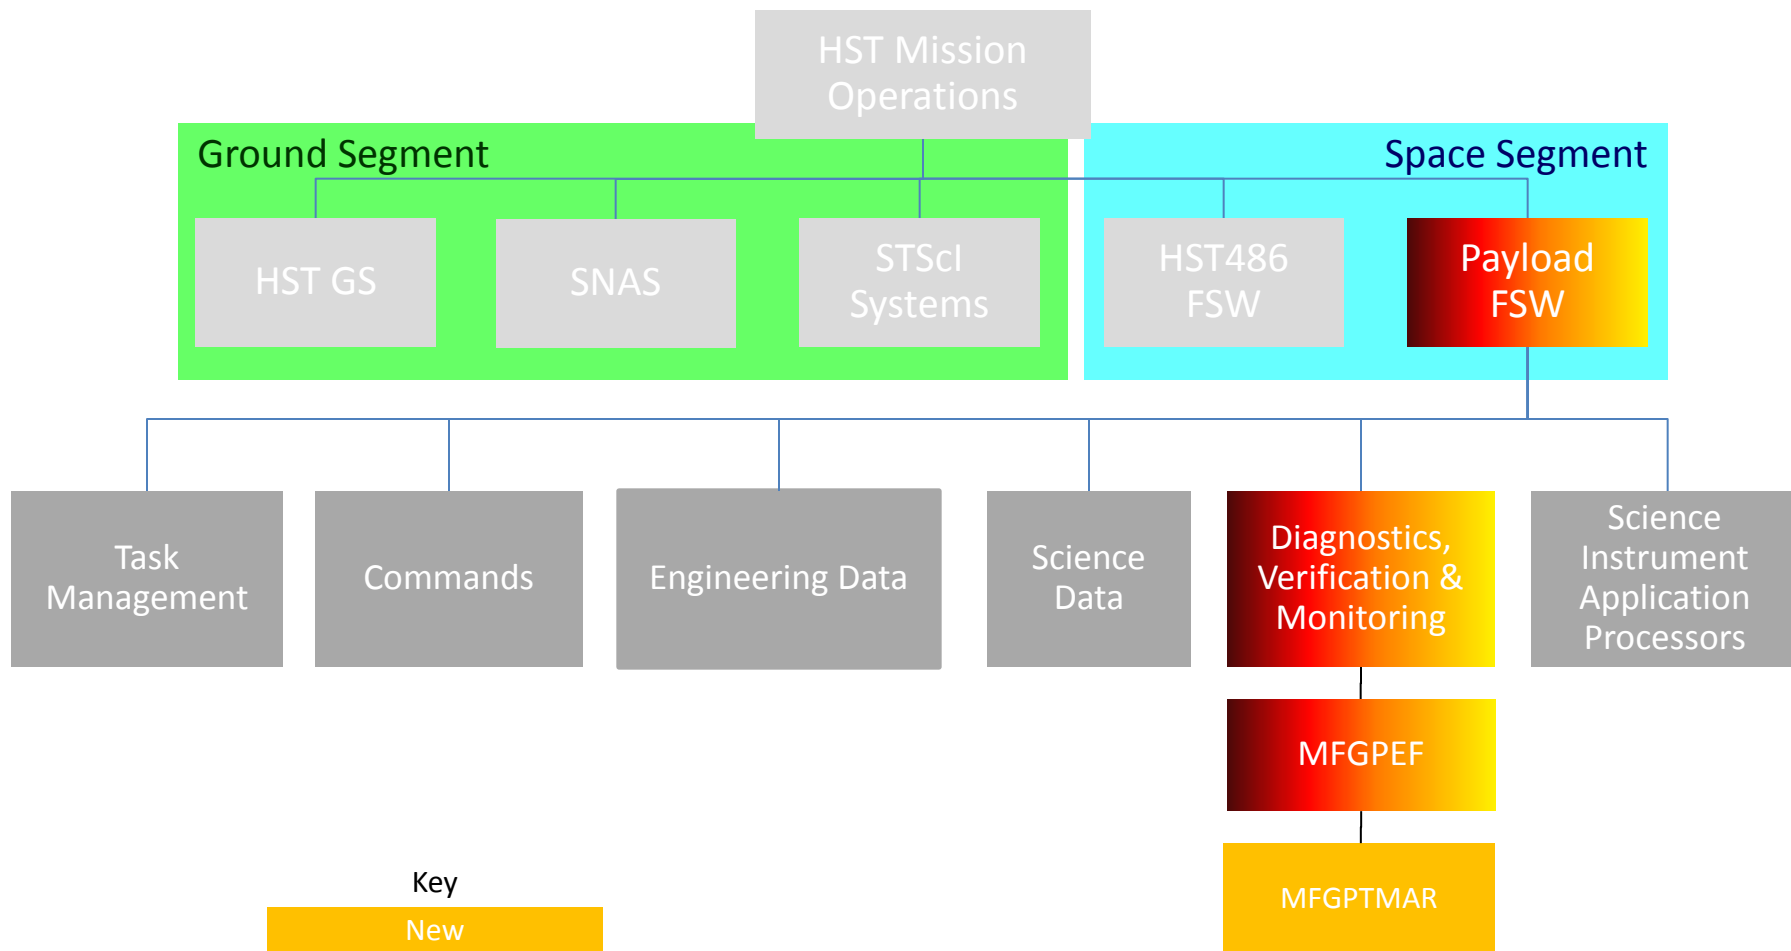 HST Mission
Operations
Ground Segment
Space Segment
HST GS
SNAS
STScI
Systems
HST486
FSW
Payload
FSW
Task
Management
Commands
Engineering Data
Science
Data
Diagnostics,
Verification &
Monitoring
Science
Instrument
Application
Processors
MFGPEF
MFGPTMAR
Key
New